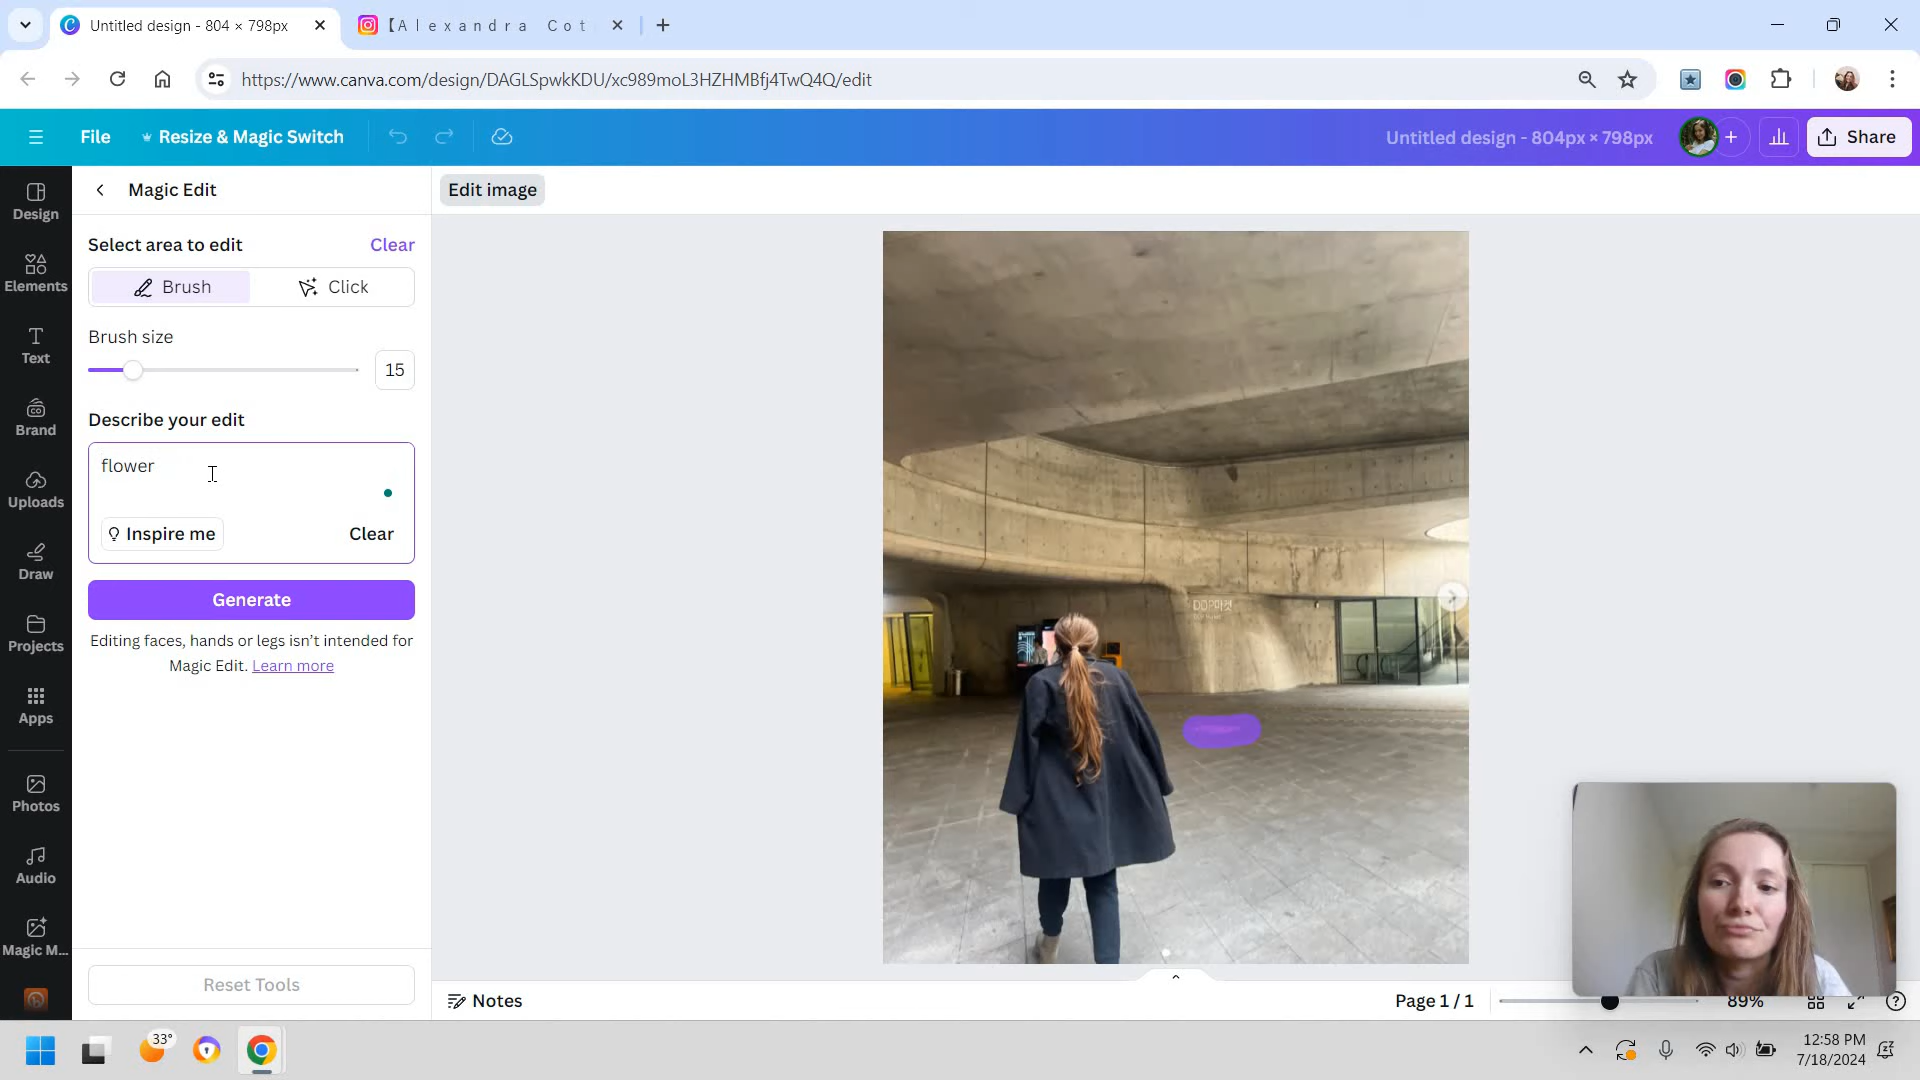 Untitled design - 804 × 798px
【A l e x a n d r a   C o t
https://www.canva.com/design/DAGLSpwkKDU/xc989moL3HZHMBfj4TwQ4Q/edit
File
Resize & Magic Switch
Untitled design - 804px × 798px
Share
Design
Elements
Text
Brand
Uploads
Draw
Projects
Apps
Photos
Audio
Magic M...
Magic Edit
Select area to edit
Clear
Brush
Click
Brush size
15
Describe your edit
flower
Inspire me
Clear
Generate
Editing faces, hands or legs isn't intended for
Magic Edit. Learn more
Reset Tools
Edit image
Notes
Page 1 / 1
89%
33°
12:58 PM
7/18/2024